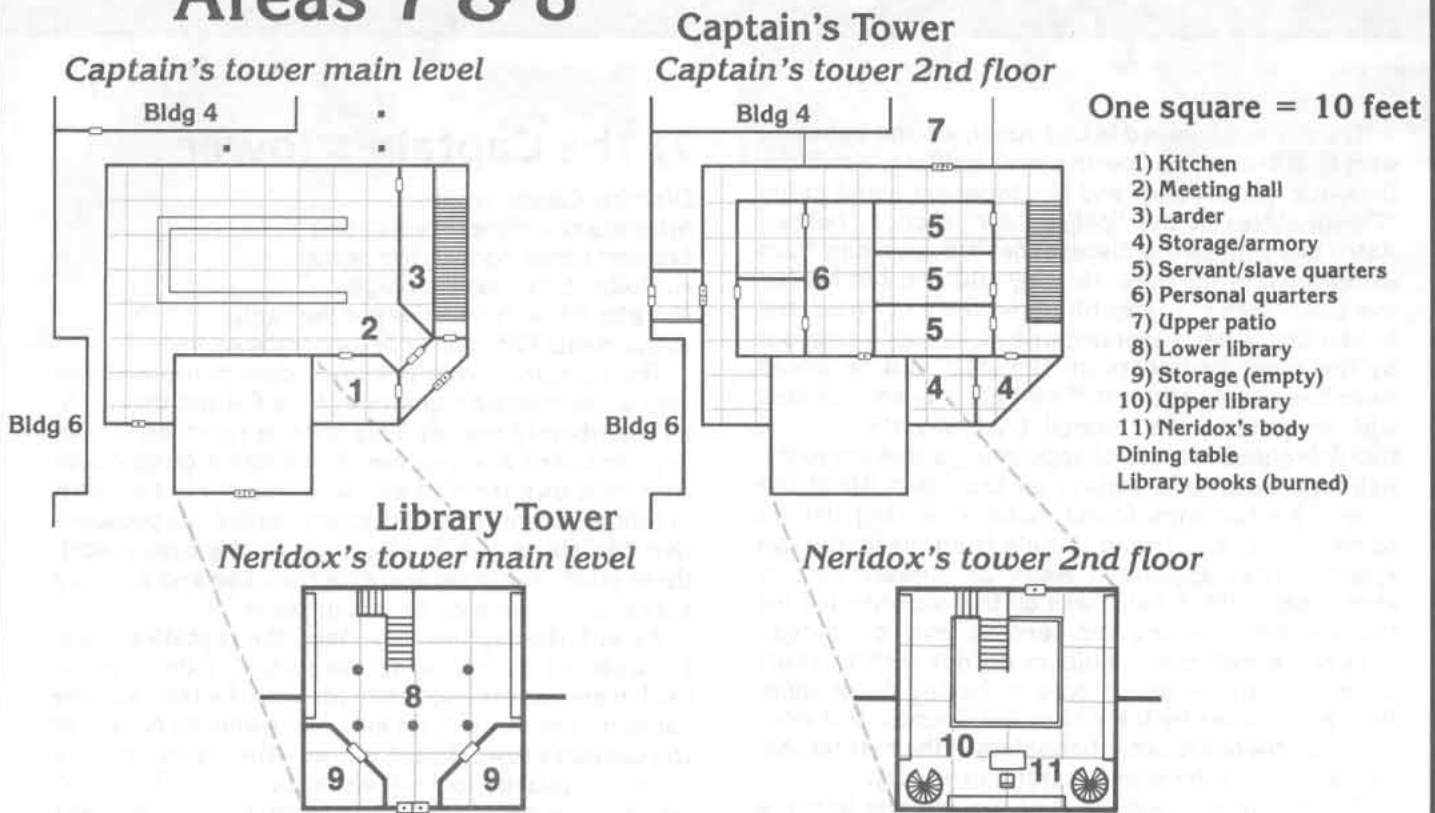 Areas 7 & 8
Captain's Tower
Captain's tower main level
Captain's tower 2nd floor
One square = 10 feet
Bldg 4
3
2
1
Bldg 6
Bldg 4
7
5
5
5
6
4
4
Bldg 6
1) Kitchen
2) Meeting hall
3) Larder
4) Storage/armory
5) Servant/slave quarters
6) Personal quarters
7) Upper patio
8) Lower library
9) Storage (empty)
10) Upper library
11) Neridox's body
Dining table
Library books (burned)
Library Tower
Neridox's tower main level
Neridox's tower 2nd floor
8
9
9
10
11